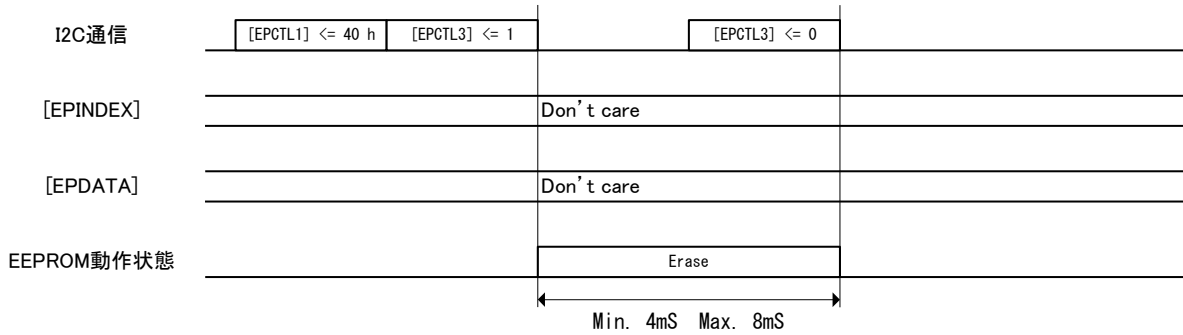 I2C通信 [EPCTL1] <= 40 h [EPCTL3] <= 1 [EPCTL3] <= 0
[EPINDEX] Don't care
[EPDATA] Don't care
EEPROM動作状態 Erase
Min. 4mS Max. 8mS